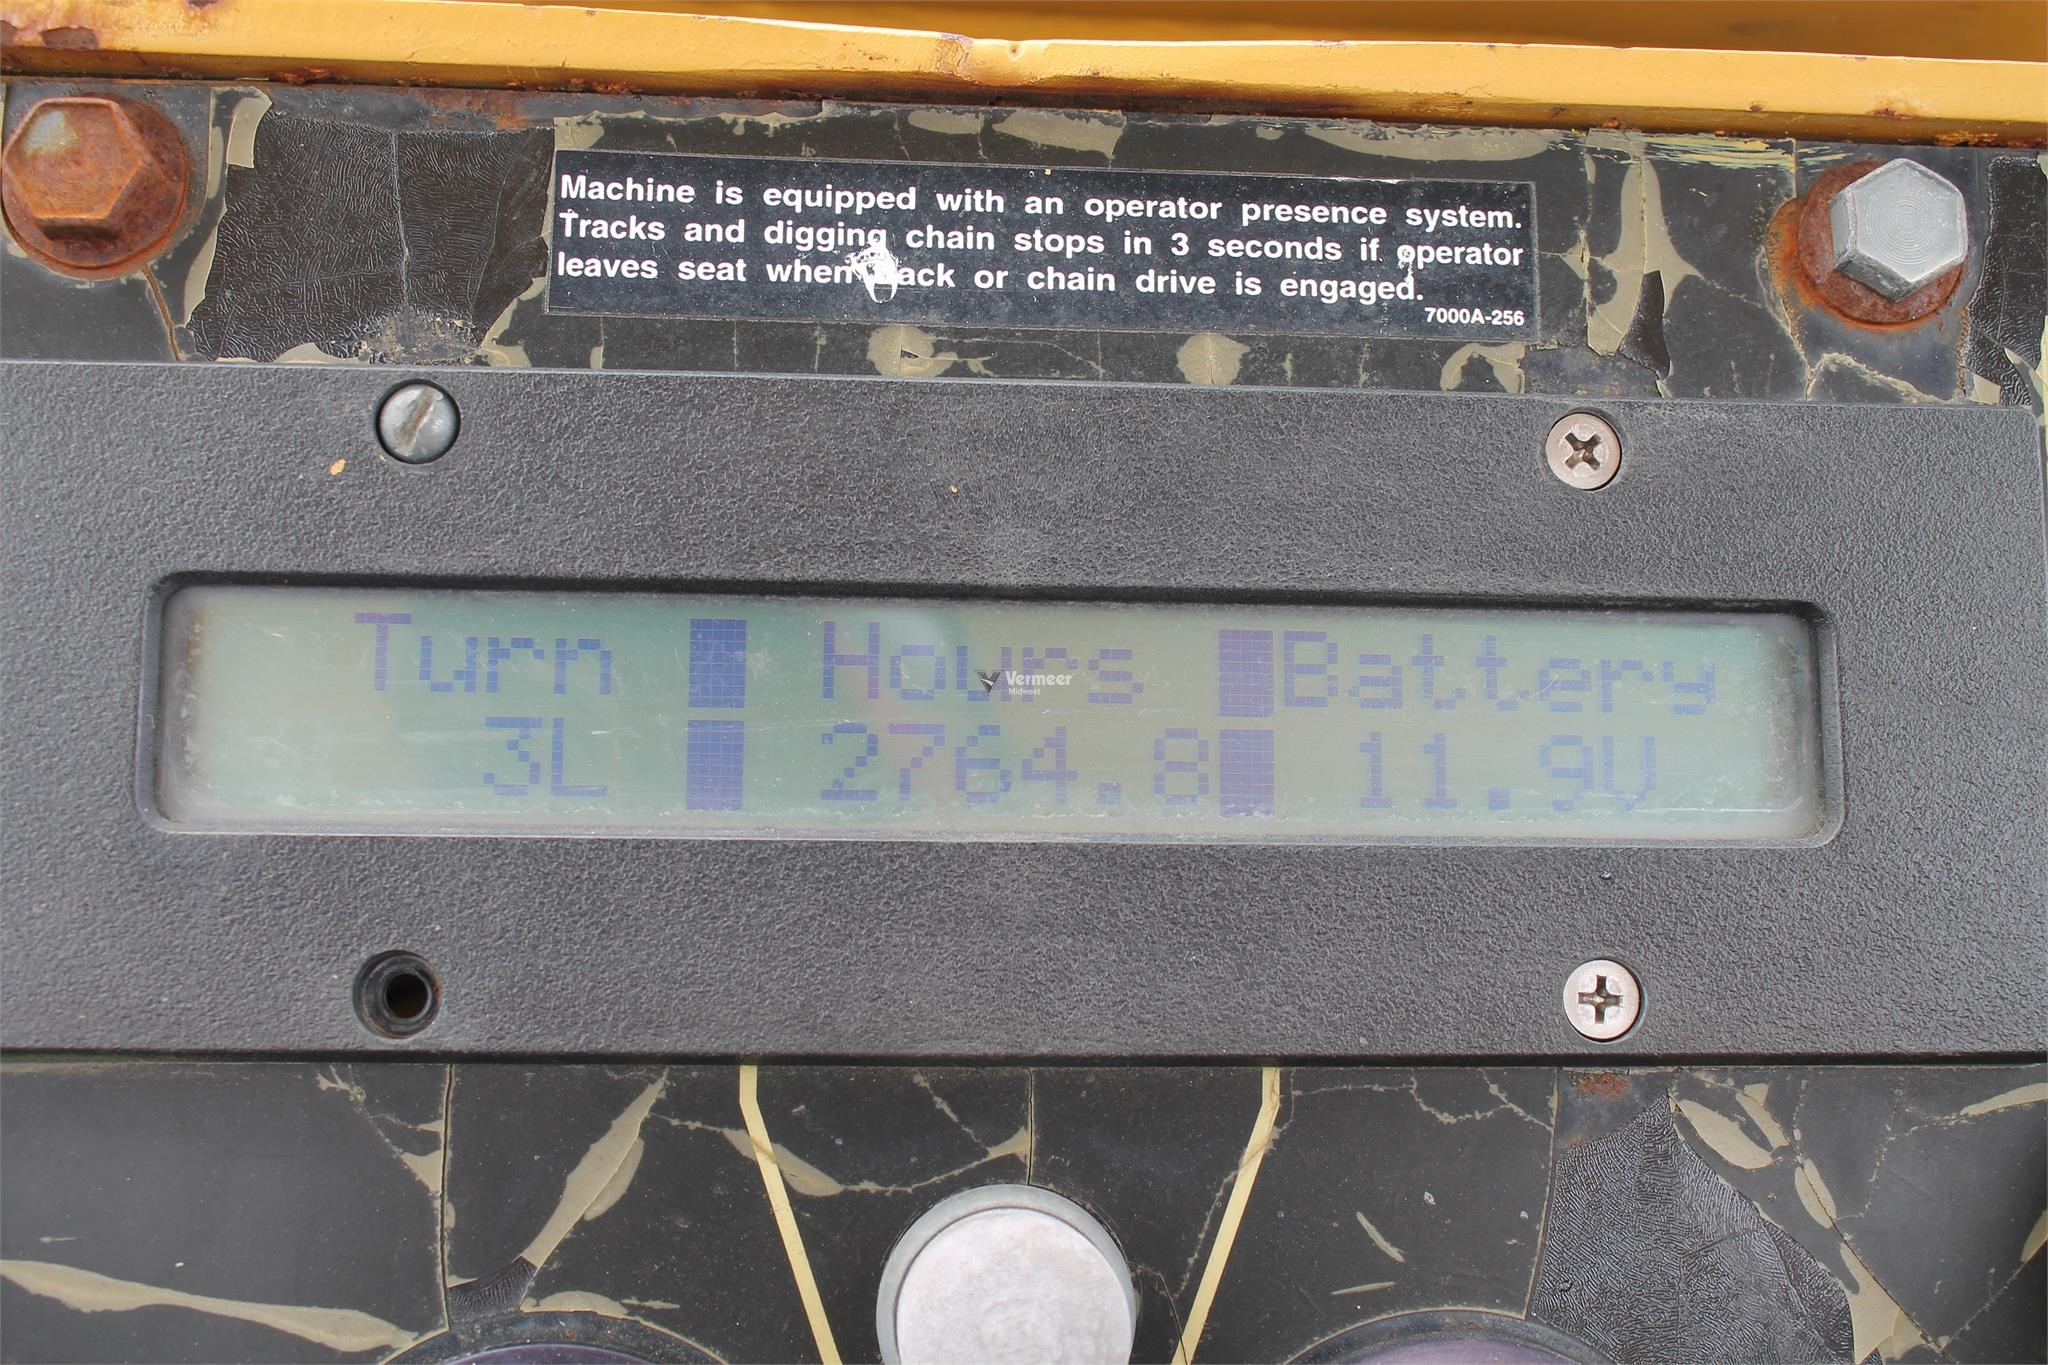 Machine is equipped with an operator presence system.
Tracks and digging chain stops in 3 seconds if operator
leaves seat when ack or chain drive is engaged.
7000A-256
Turn Hours Battery
3L 2764.8 11.9V
Vermeer
Midwest